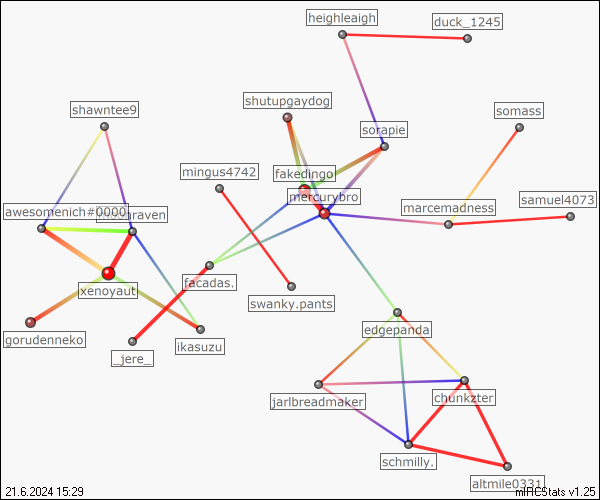 heighleaigh
duck_1245
shawntee9
shutupgaydog
somass
sorapie
mingus4742
fakedingo
mercurybro
samuel4073
marcemadness
awesomenich#0000
raven
facadas.
xenoyaut
swanky.pants
edgepanda
gorudenneko
_jere_
ikasuzu
jarlbreadmaker
chunkzter
schmilly.
altmile0331
21.6.2024 15:29
mIRCStats v1.25